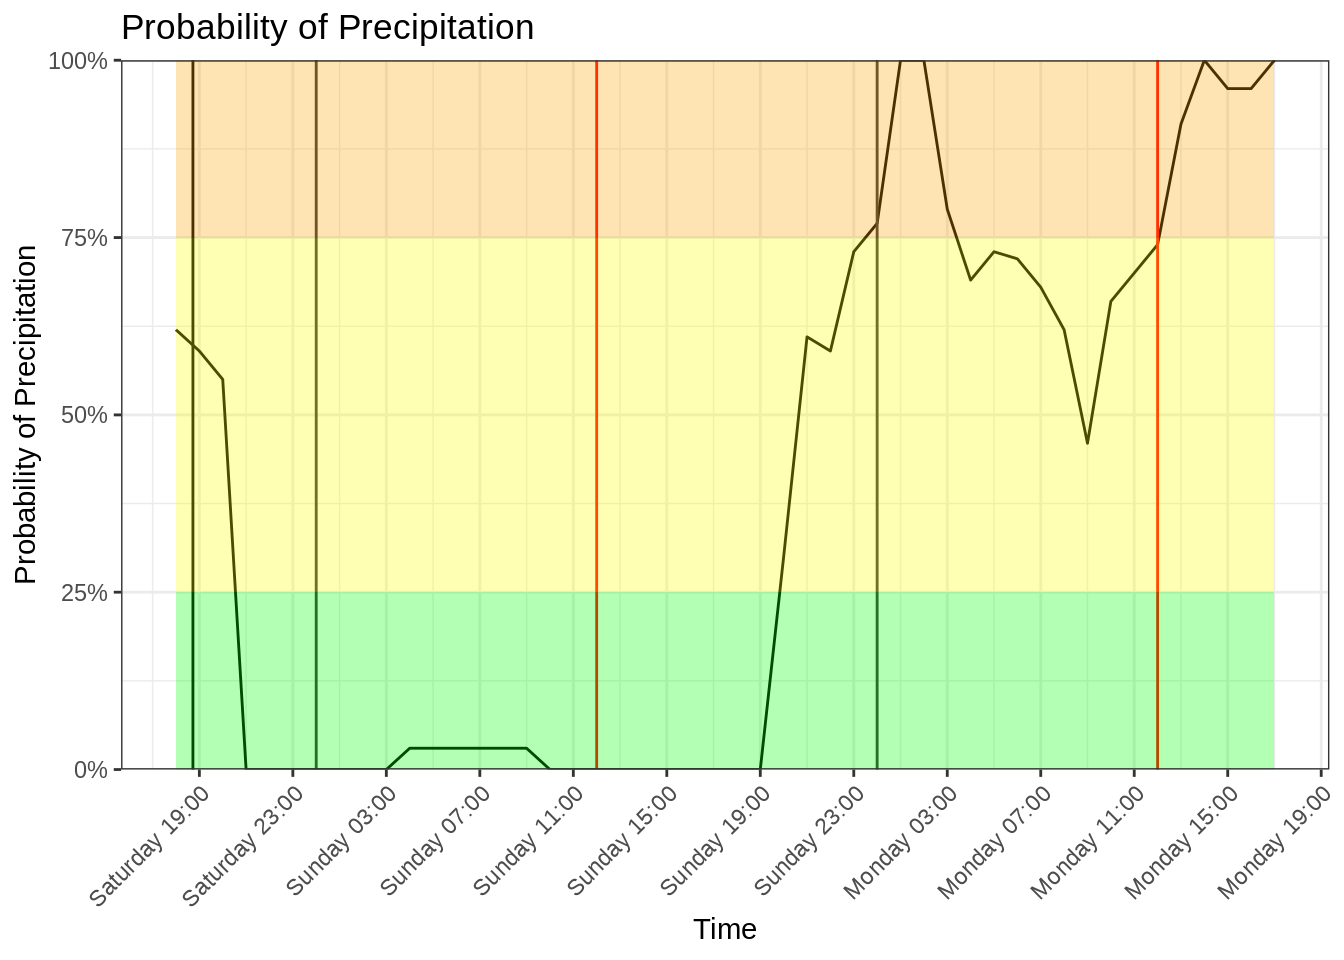 Probability of Precipitation
100%
75%
50%
25%
0%
Probability of Precipitation
Saturday 19:00
Saturday 23:00
Sunday 03:00
Sunday 07:00
Sunday 11:00
Sunday 15:00
Sunday 19:00
Sunday 23:00
Monday 03:00
Monday 07:00
Monday 11:00
Monday 15:00
Monday 19:00
Time